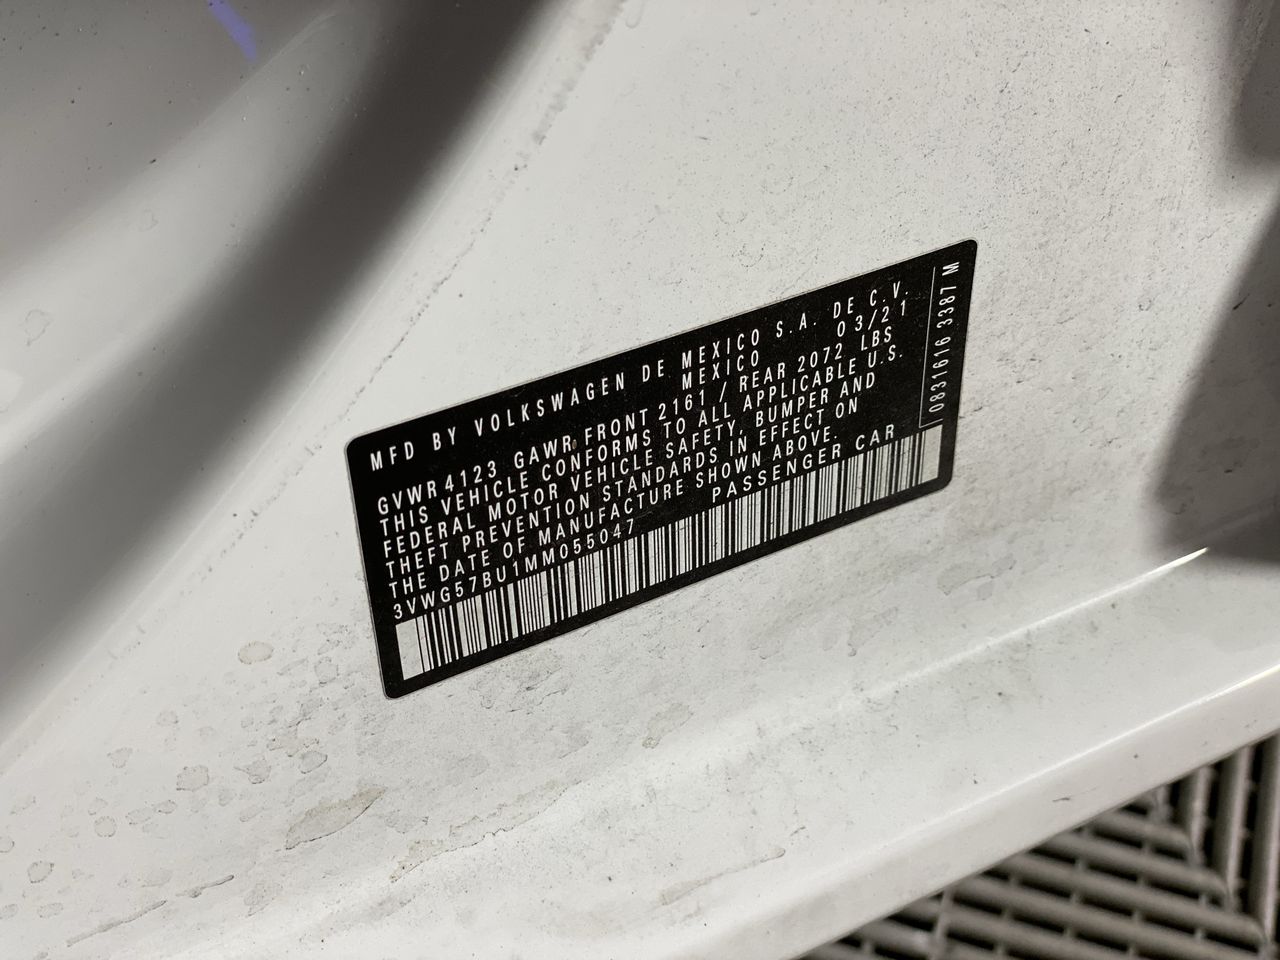 MFD BY VOLKSWAGEN DE MEXICO S.A. DE C.V.
MEXICO 03/21
GVWR 4123 GAWR FRONT 2161 / REAR 2072 LBS
THIS VEHICLE CONFORMS TO ALL APPLICABLE U.S.
FEDERAL MOTOR VEHICLE SAFETY, BUMPER AND
THEFT PREVENTION STANDARDS IN EFFECT ON
THE DATE OF MANUFACTURE SHOWN ABOVE.
3VWG57BU1MM055047 PASSENGER CAR
0831616 3387 M